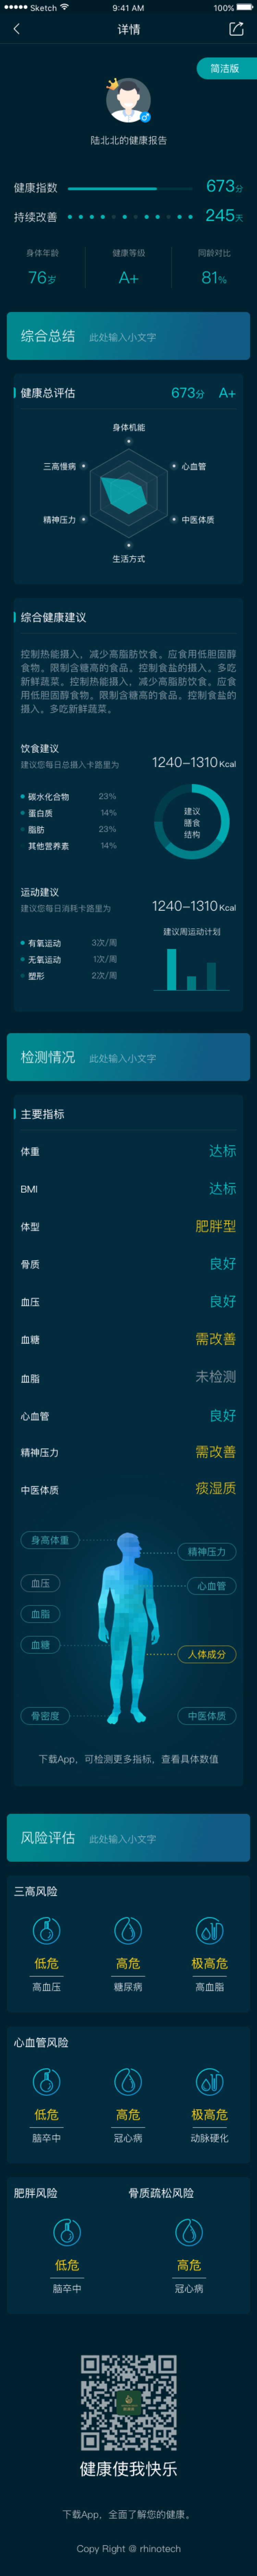 Sketch 9:41 AM 100%
详情
简洁版
陆北北的健康报告
健康指数 673分
持续改善 245天
身体年龄 健康等级 同龄对比
76岁 A+ 81%
综合总结 此处输入小文字
健康总评估 673分 A+
身体机能
三高慢病 心血管
精神压力 中医体质
生活方式
综合健康建议
控制热能摄入，减少高脂肪饮食。应食用低胆固醇
食物。限制含糖高的食品。控制食盐的摄入。多吃
新鲜蔬菜。控制热能摄入，减少高脂肪饮食。应食
用低胆固醇食物。限制含糖高的食品。控制食盐的
摄入。多吃新鲜蔬菜。
饮食建议
建议您每日总摄入卡路里为 1240-1310Kcal
碳水化合物 23%
蛋白质 14%
脂肪 23%
其他营养素 14%
建议
膳食
结构
运动建议
建议您每日消耗卡路里为 1240-1310Kcal
建议周运动计划
有氧运动 3次/周
无氧运动 1次/周
塑形 2次/周
检测情况 此处输入小文字
主要指标
体重 达标
BMI 达标
体型 肥胖型
骨质 良好
血压 良好
血糖 需改善
血脂 未检测
心血管 良好
精神压力 需改善
中医体质 痰湿质
身高体重
精神压力
血压
心血管
血脂
血糖
人体成分
骨密度 中医体质
下载App，可检测更多指标，查看具体数值
风险评估 此处输入小文字
三高风险
低危 高危 极高危
高血压 糖尿病 高血脂
心血管风险
低危 高危 极高危
脑卒中 冠心病 动脉硬化
肥胖风险 骨质疏松风险
低危 高危
脑卒中 冠心病
健康使我快乐
下载App，全面了解您的健康。
Copy Right @ rhinotech